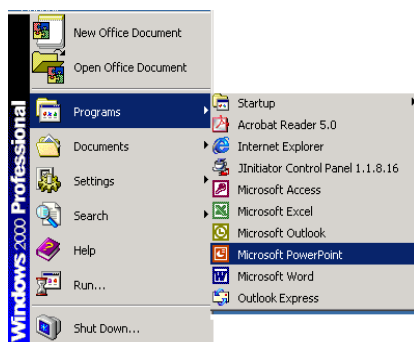 New Office Document
Open Office Document
Programs
Documents
Settings
Search
Help
Run...
Shut Down...
Windows 2000 Professional
Startup
Acrobat Reader 5.0
Internet Explorer
JInitiator Control Panel 1.1.8.16
Microsoft Access
Microsoft Excel
Microsoft Outlook
Microsoft PowerPoint
Microsoft Word
Outlook Express